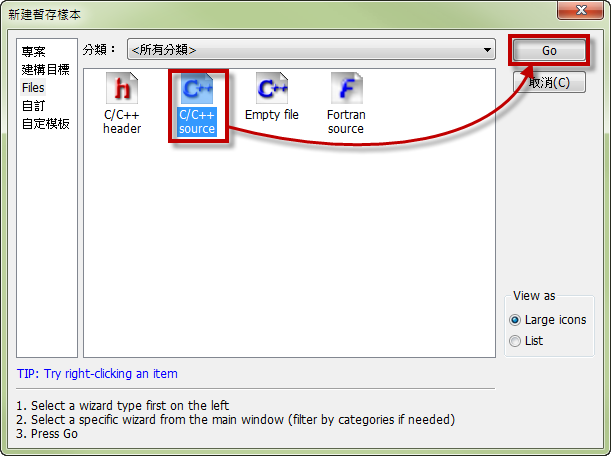 新建暫存樣本
專案
建構目標
Files
自訂
自定模板
分類：
<所有分類>
Go
取消(C)
C/C++
header
C/C++
source
Empty file
Fortran
source
View as
Large icons
List
TIP: Try right-clicking an item
1. Select a wizard type first on the left
2. Select a specific wizard from the main window (filter by categories if needed)
3. Press Go